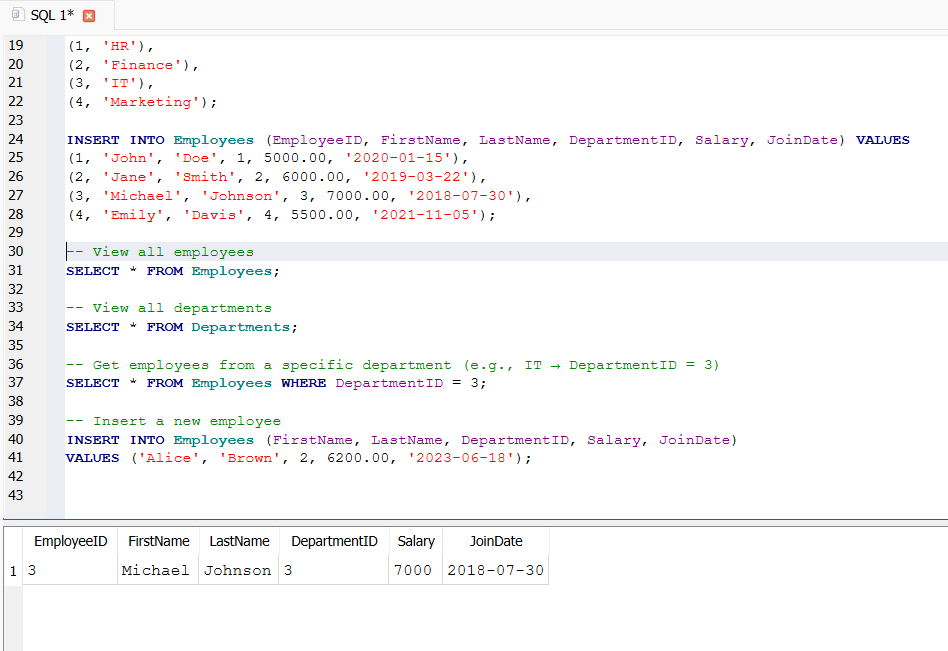 SQL 1*
19 (1, 'HR'),
20 (2, 'Finance'),
21 (3, 'IT'),
22 (4, 'Marketing');
23
24 INSERT INTO Employees (EmployeeID, FirstName, LastName, DepartmentID, Salary, JoinDate) VALUES
25 (1, 'John', 'Doe', 1, 5000.00, '2020-01-15'),
26 (2, 'Jane', 'Smith', 2, 6000.00, '2019-03-22'),
27 (3, 'Michael', 'Johnson', 3, 7000.00, '2018-07-30'),
28 (4, 'Emily', 'Davis', 4, 5500.00, '2021-11-05');
29
30 -- View all employees
31 SELECT * FROM Employees;
32
33 -- View all departments
34 SELECT * FROM Departments;
35
36 -- Get employees from a specific department (e.g., IT → DepartmentID = 3)
37 SELECT * FROM Employees WHERE DepartmentID = 3;
38
39 -- Insert a new employee
40 INSERT INTO Employees (FirstName, LastName, DepartmentID, Salary, JoinDate)
41 VALUES ('Alice', 'Brown', 2, 6200.00, '2023-06-18');
42
43
EmployeeID FirstName LastName DepartmentID Salary JoinDate
1 3 Michael Johnson 3 7000 2018-07-30